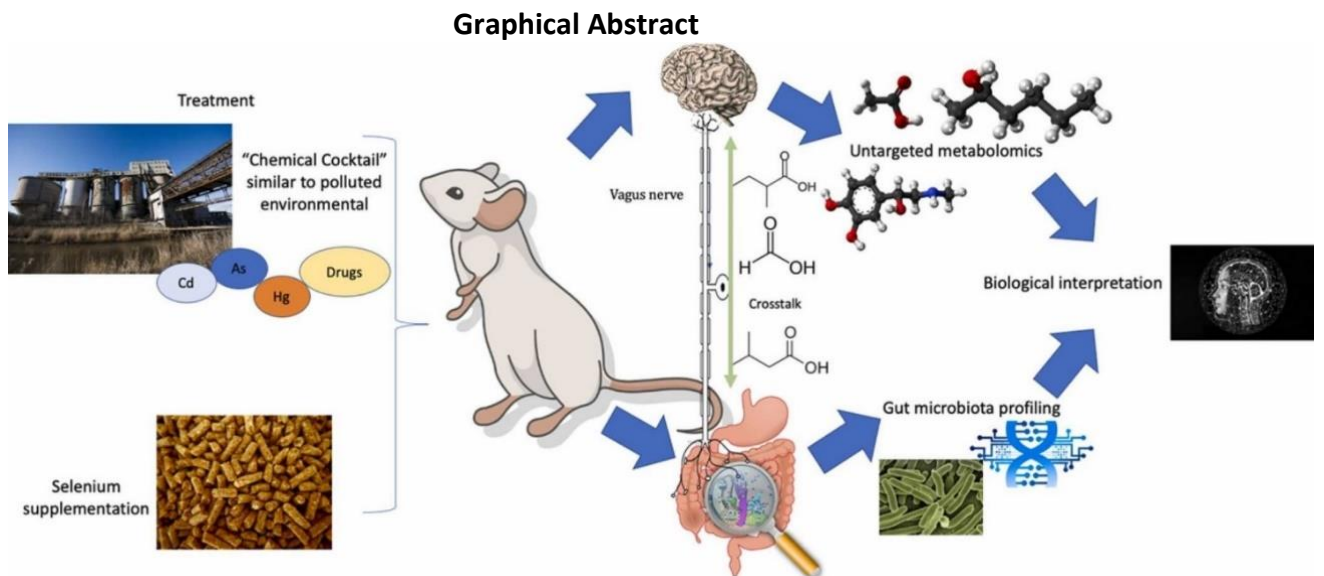 Graphical Abstract
Treatment
"Chemical Cocktail"
similar to polluted
environmental
Cd
As
Hg
Drugs
Selenium
supplementation
Vagus nerve
O
OH
O
H
OH
Crosstalk
O
OH
Untargeted metabolomics
Gut microbiota profiling
Biological interpretation